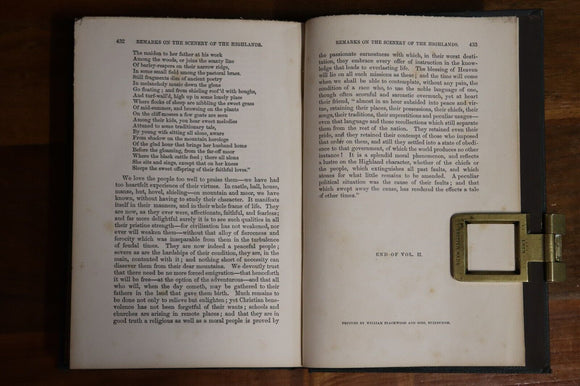 432 REMARKS ON THE SCENERY OF THE HIGHLANDS.
The maiden to her father at his work
Among the woods, or joins the scanty line
Of barley-reapers on their narrow ridge,
In some small field among the pastoral braes.
Still fragments dim of ancient poetry
In melancholy music down the glens
Go floating; and from shieling roof'd with boughs,
And turf-wall'd, high up in some lonely place
Where flocks of sheep are nibbling the sweet grass
Of mid-summer, and browsing on the plants
On the cliff mosses a few goats are seen
Among their kids, you hear sweet melodies
Attuned to some traditionary tale,
By young wife sitting all alone, aware
From shadow on the mountain horologe
Of the glad hour that brings her husband home
Before the gloaming, from the far-off moor
Where the black cattle feed; there all alone
She sits and sings, except that on her knees
Sleeps the sweet offspring of their faithful loves."
We love the people too well to praise them—we have had
too heartfelt experience of their virtues. In castle, hall, house,
manse, hut, hovel, shieling—on mountain and moor, we have
known, without having to study their character. It manifests
itself in their manners, and in their whole frame of life. They
are now, as they ever were, affectionate, faithful, and fearless;
and far more delightful surely it is to see such qualities in all
their pristine strength—for civilisation has not weakened, nor
ever will weaken them—without that alloy of fierceness and
ferocity which was inseparable from them in the turbulence
of feudal times. They are now indeed a peaceful people;
severe as are the hardships of their condition, they are, in the
main, contented with it; and nothing short of necessity can
dissever them from their dear mountains. We devoutly trust
that there need be no more forced emigration—that henceforth
it will be free—at the option of the adventurous—and that
all who will, when the day cometh, may be gathered to their
fathers in the land that gave them birth. Much remains to
be done not only to relieve but enlighten; yet Christian bene-
volence has not been forgetful of their wants; schools and
churches are arising in remote places; and that they are in
good truth a religious as well as moral people is proved by
REMARKS ON THE SCENERY OF THE HIGHLANDS. 433
the passionate earnestness with which, in their worst desti-
tution, they embrace every offer of instruction in the know-
ledge that leads to everlasting life. The blessing of Heaven
will lie on all such missions as these; and the time will come
when we shall be able to contemplate, without any pain, the
condition of a race who, to use the noble language of one,
though often scornful and sarcastic overmuch, yet at heart
their friend, "almost in an hour subsided into peace and vir-
tue, retaining their places, their possessions, their chiefs, their
songs, their traditions, their superstitions and peculiar usages—
even that language and those recollections which still separate
them from the rest of the nation. They retained even their
pride, and they retained their contempt of those who imposed
that order on them, and still they settled into a state of obedi-
ence to that government, of which the world produces no other
instance! It is a splendid moral phenomenon, and reflects
a lustre on the Highland character, whether of the chiefs or
the people, which extinguishes all past faults, and which
atones for what little remains to be amended. A peculiar
political situation was the cause of their faults; and that
which swept away the cause, has rendered the effects a tale
of other times."
END OF VOL. II.
PRINTED BY WILLIAM BLACKWOOD AND SONS, EDINBURGH.